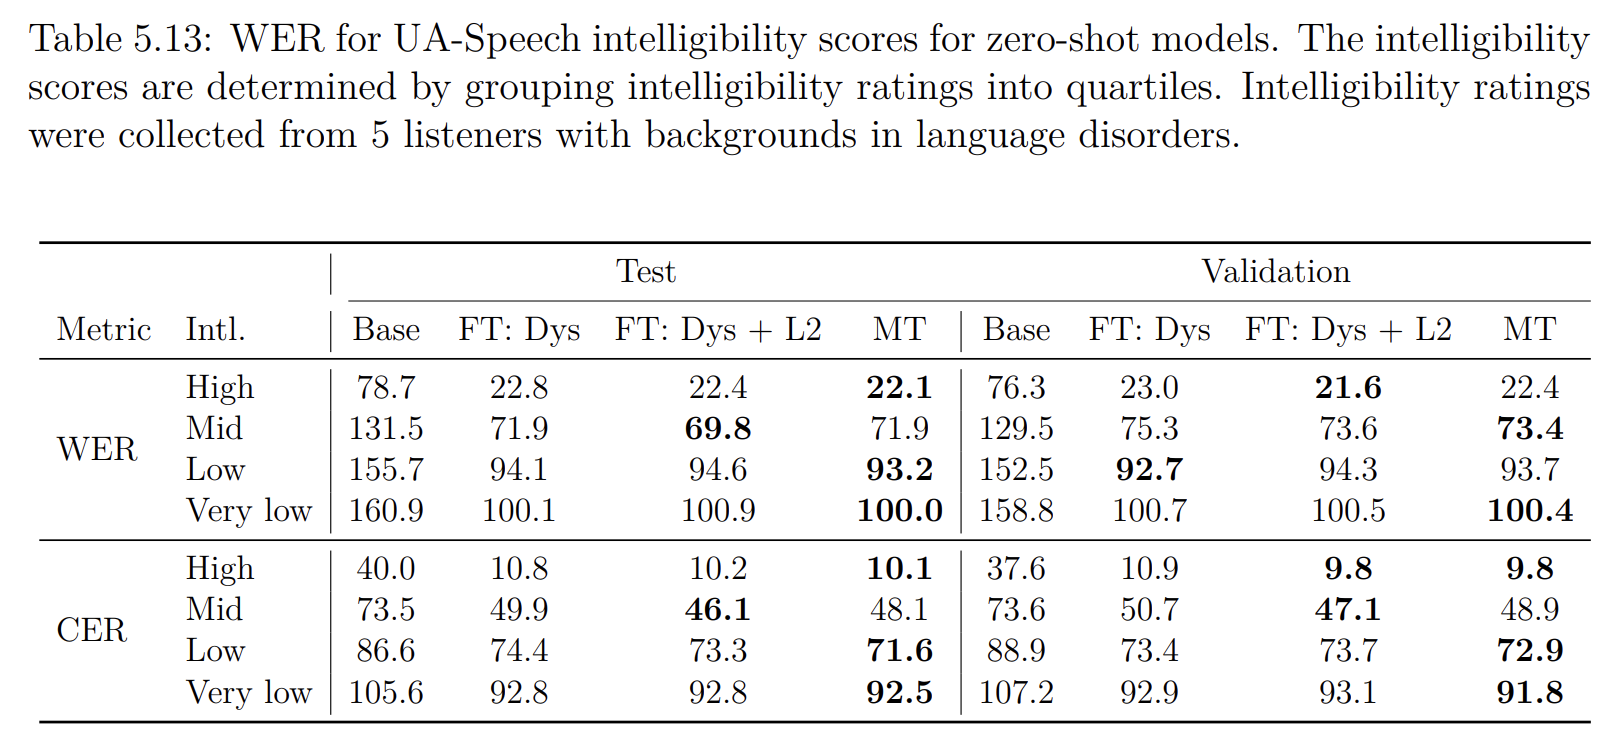 Table 5.13: WER for UA-Speech intelligibility scores for zero-shot models. The intelligibility
scores are determined by grouping intelligibility ratings into quartiles. Intelligibility ratings
were collected from 5 listeners with backgrounds in language disorders.
Test Validation
Metric Intl. Base FT: Dys FT: Dys + L2 MT Base FT: Dys FT: Dys + L2 MT
WER
High 78.7 22.8 22.4 22.1 76.3 23.0 21.6 22.4
Mid 131.5 71.9 69.8 71.9 129.5 75.3 73.6 73.4
Low 155.7 94.1 94.6 93.2 152.5 92.7 94.3 93.7
Very low 160.9 100.1 100.9 100.0 158.8 100.7 100.5 100.4
CER
High 40.0 10.8 10.2 10.1 37.6 10.9 9.8 9.8
Mid 73.5 49.9 46.1 48.1 73.6 50.7 47.1 48.9
Low 86.6 74.4 73.3 71.6 88.9 73.4 73.7 72.9
Very low 105.6 92.8 92.8 92.5 107.2 92.9 93.1 91.8